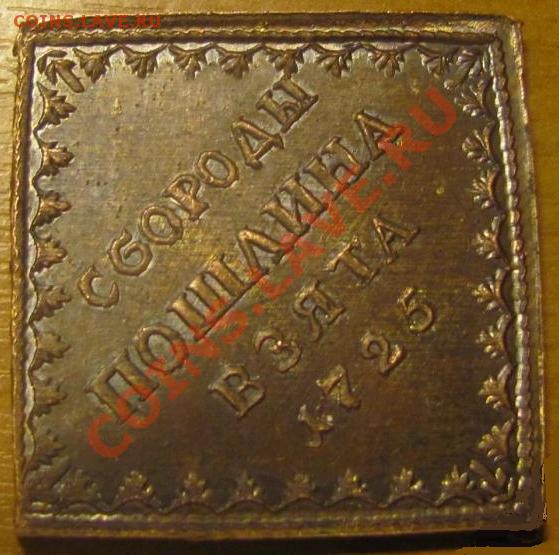 COINS.LAVE.RU
СБОРОДЫ
ПОШЛИНА
ВЗЯТА
1725
COINS.LAVE.RU